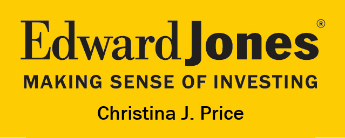 Edward Jones®
MAKING SENSE OF INVESTING
Christina J. Price